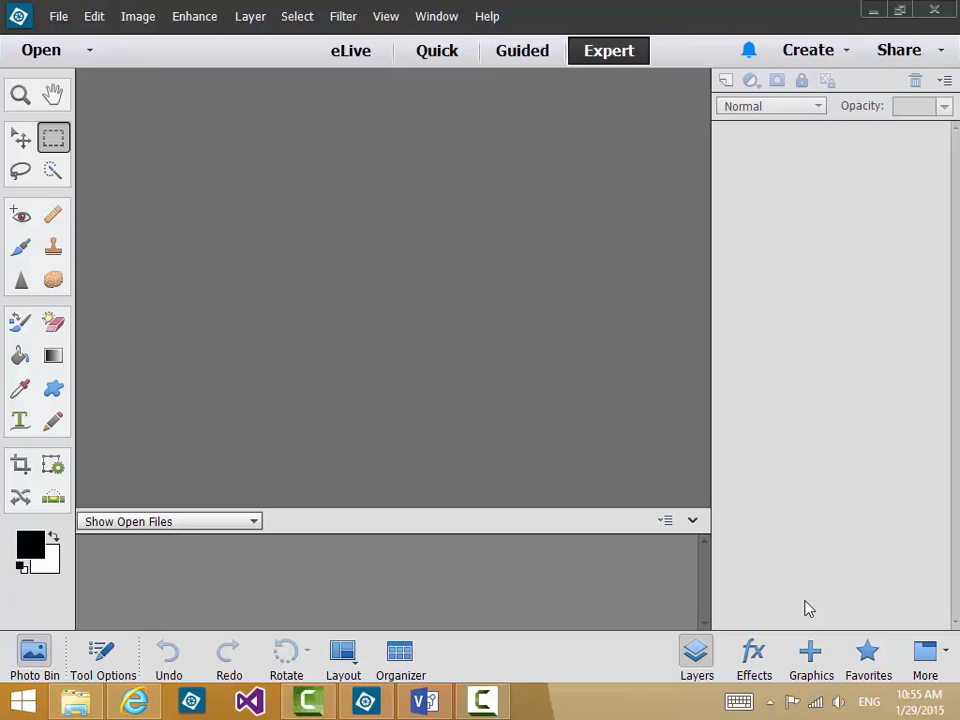 File Edit Image Enhance Layer Select Filter View Window Help
Open eLive Quick Guided Expert Create Share
Normal Opacity:
Show Open Files
Photo Bin Tool Options Undo Redo Rotate Layout Organizer Layers Effects Graphics Favorites More
ENG 10:55 AM
1/29/2015